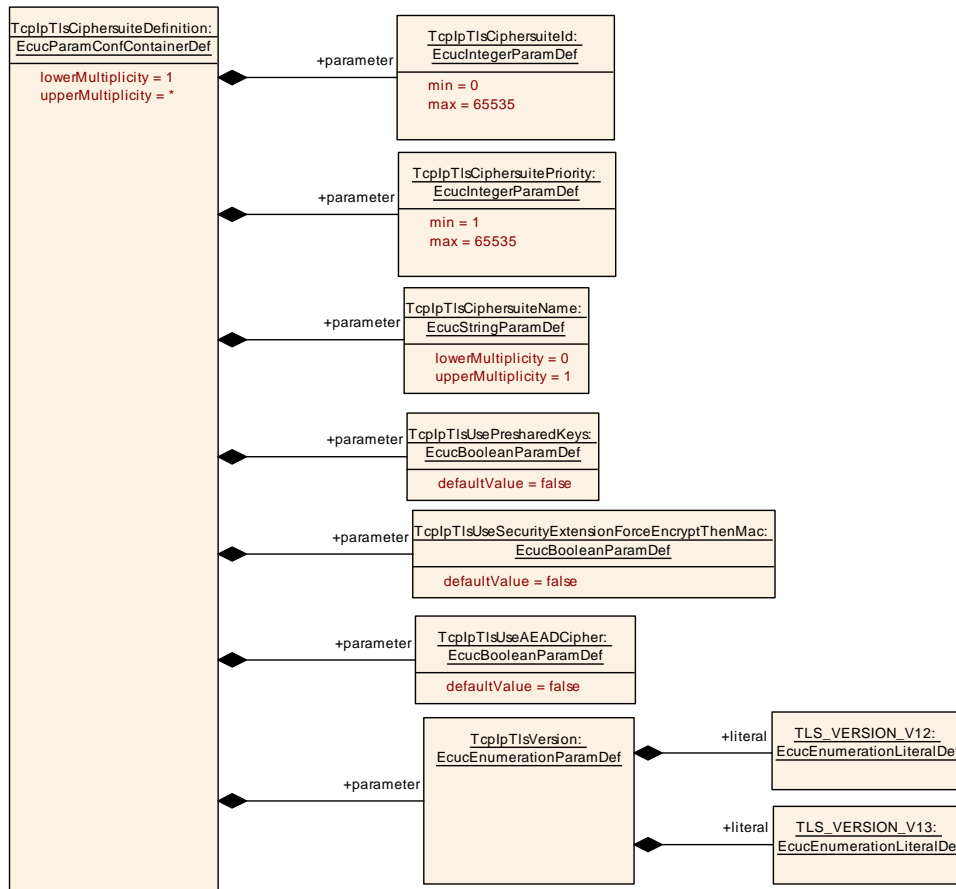 TcpIpTlsCiphersuiteDefinition:
EcucParamConfContainerDef
lowerMultiplicity = 1
upperMultiplicity = *
+parameter
TcpIpTlsCiphersuiteId:
EcucIntegerParamDef
min = 0
max = 65535
+parameter
TcpIpTlsCiphersuitePriority:
EcucIntegerParamDef
min = 1
max = 65535
+parameter
TcpIpTlsCiphersuiteName:
EcucStringParamDef
lowerMultiplicity = 0
upperMultiplicity = 1
+parameter
TcpIpTlsUsePresharedKeys:
EcucBooleanParamDef
defaultValue = false
+parameter
TcpIpTlsUseSecurityExtensionForceEncryptThenMac:
EcucBooleanParamDef
defaultValue = false
+parameter
TcpIpTlsUseAEADCipher:
EcucBooleanParamDef
defaultValue = false
+parameter
TcpIpTlsVersion:
EcucEnumerationParamDef
+literal
TLS_VERSION_V12:
EcucEnumerationLiteralDef
+literal
TLS_VERSION_V13:
EcucEnumerationLiteralDef